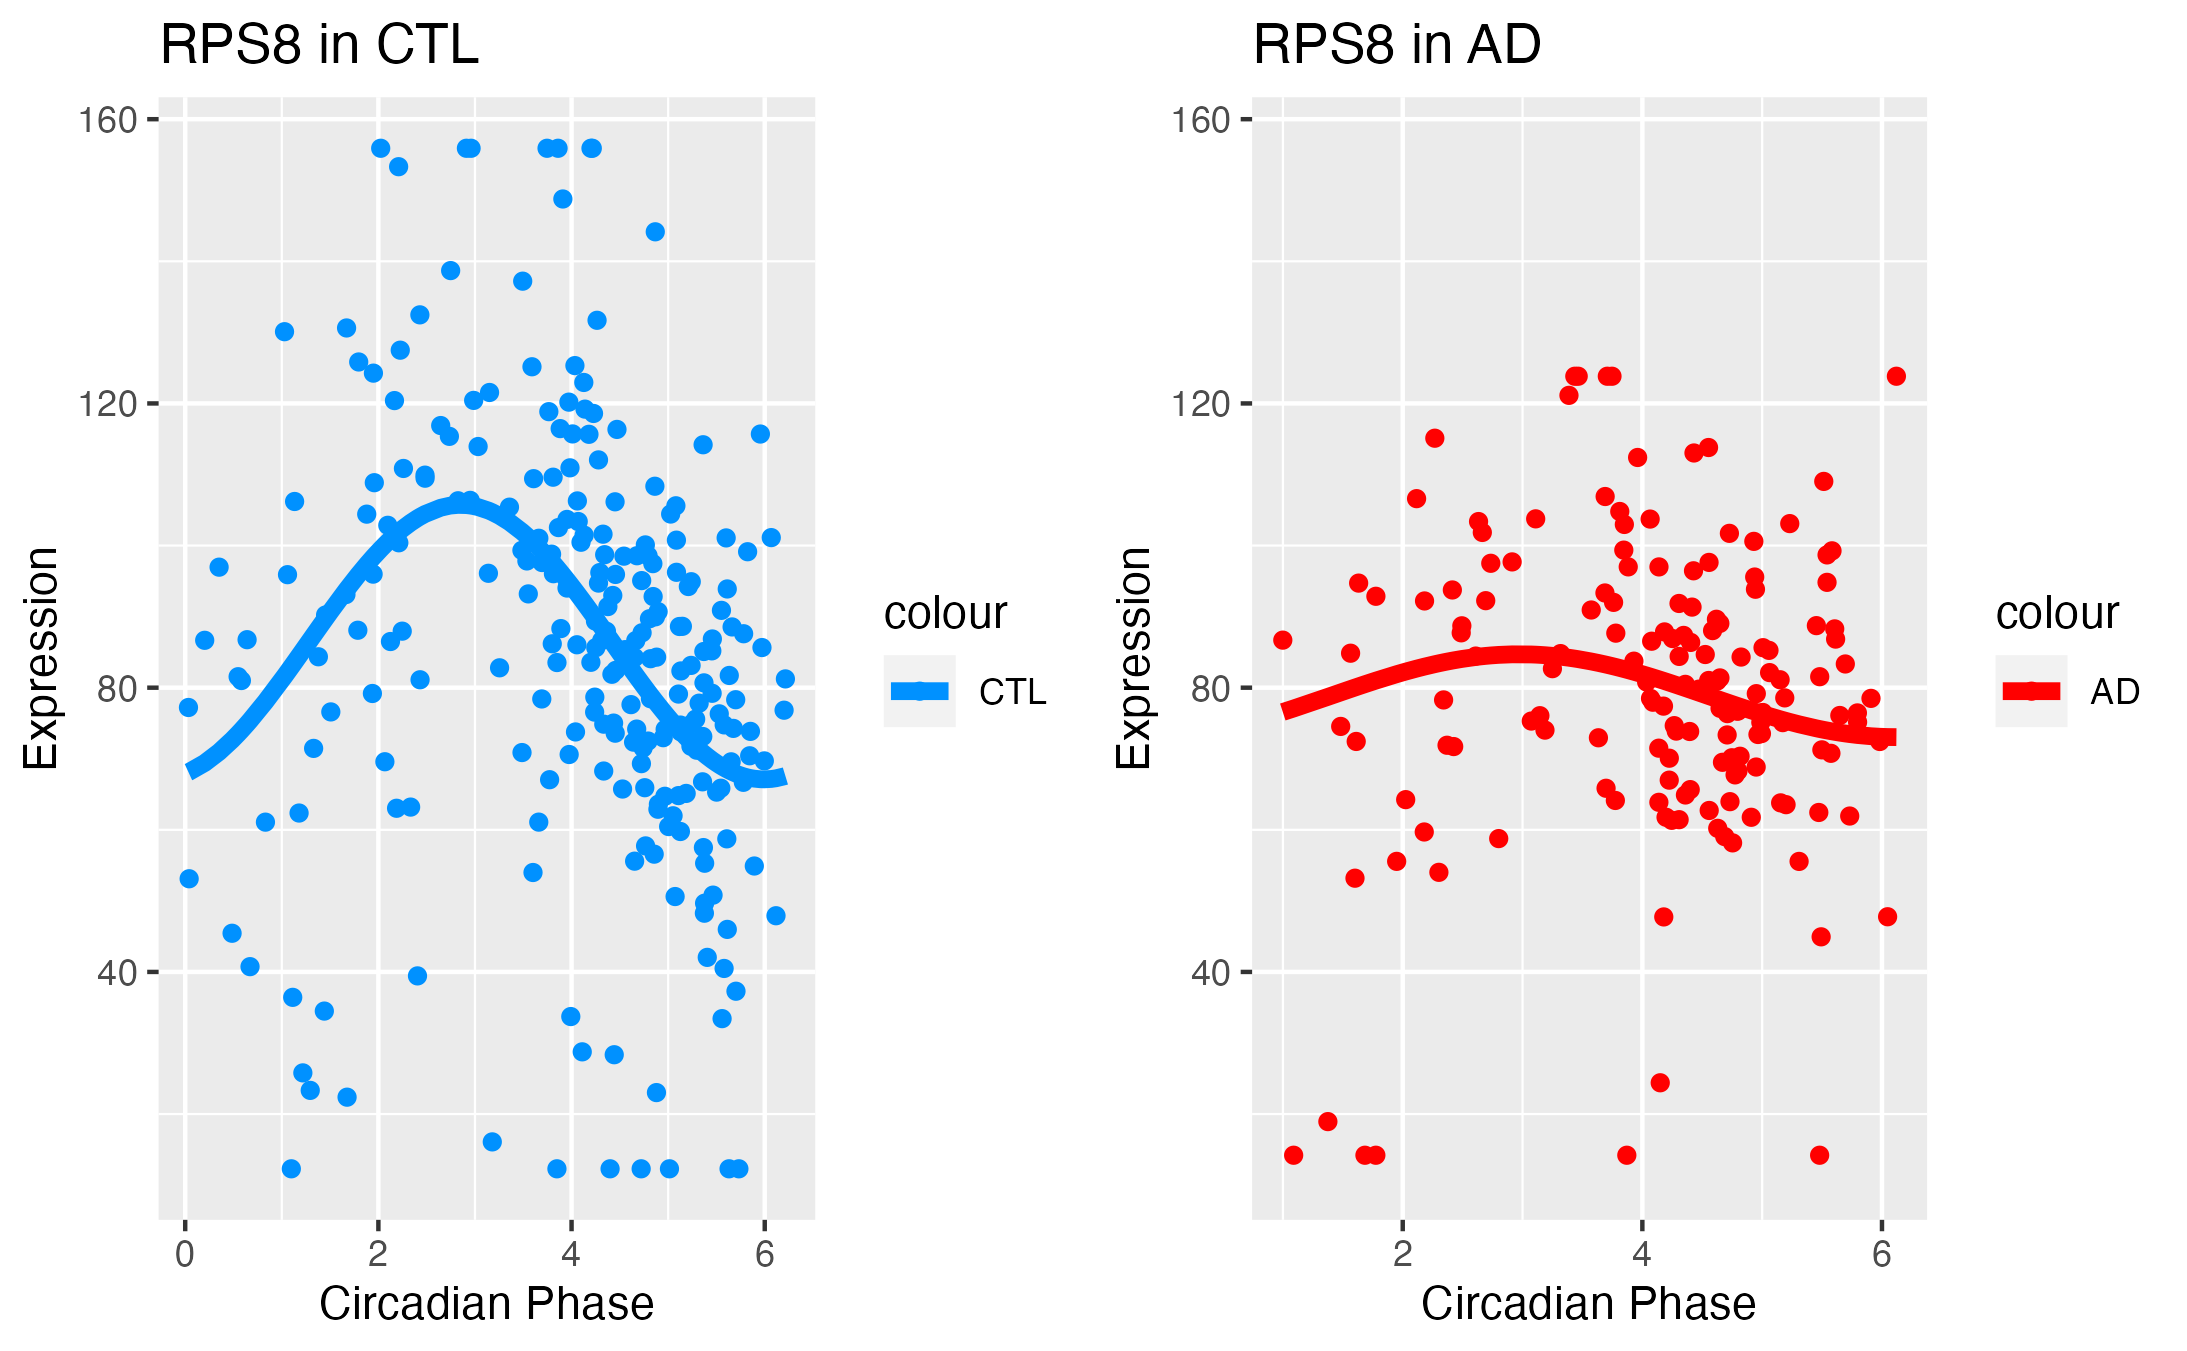 RPS8 in CTL
160
120
80
40
Expression
0 2 4 6
Circadian Phase
colour
CTL
RPS8 in AD
160
120
80
40
Expression
2 4 6
Circadian Phase
colour
AD